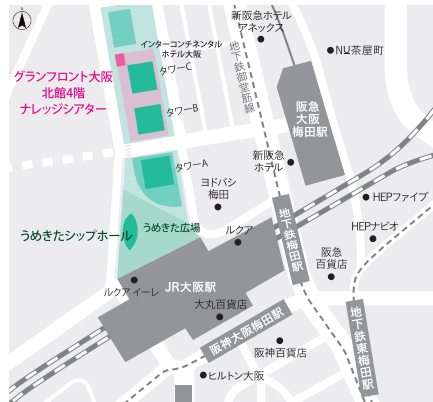 新阪急ホテル
アネックス
インターコンチネンタル
ホテル大阪
NU茶屋町
タワーC
グランフロント大阪
北館4階
ナレッジシアター
地下鉄御堂筋線
タワーB
阪急
大阪
梅田駅
新阪急
ホテル
タワーA
ヨドバシ
梅田
HEPファイブ
うめきた広場
うめきたシップホール
ルクア
地下鉄梅田駅
HEPナビオ
阪急
百貨店
ルクア イーレ
JR大阪駅
大丸百貨店
阪神大阪梅田駅
阪神百貨店
地下鉄東梅田駅
ヒルトン大阪